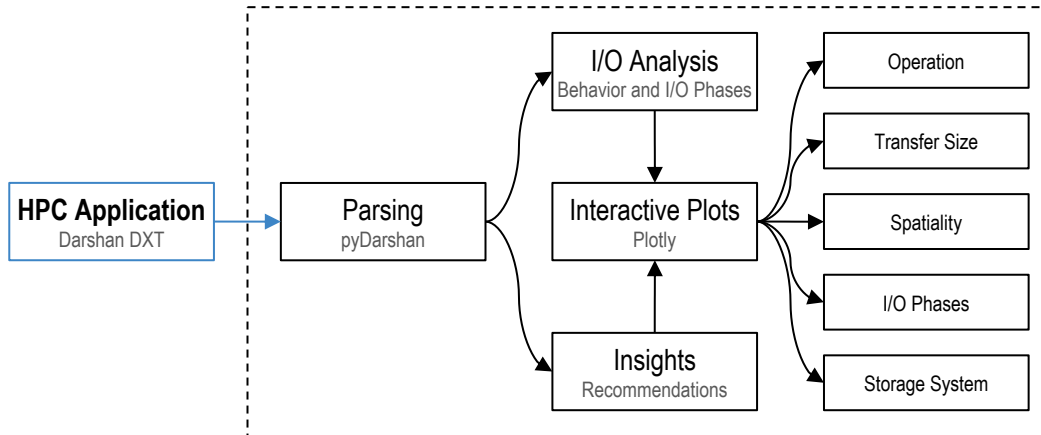 HPC Application
Darshan DXT
Parsing
pyDarshan
I/O Analysis
Behavior and I/O Phases
Interactive Plots
Plotly
Insights
Recommendations
Operation
Transfer Size
Spatiality
I/O Phases
Storage System